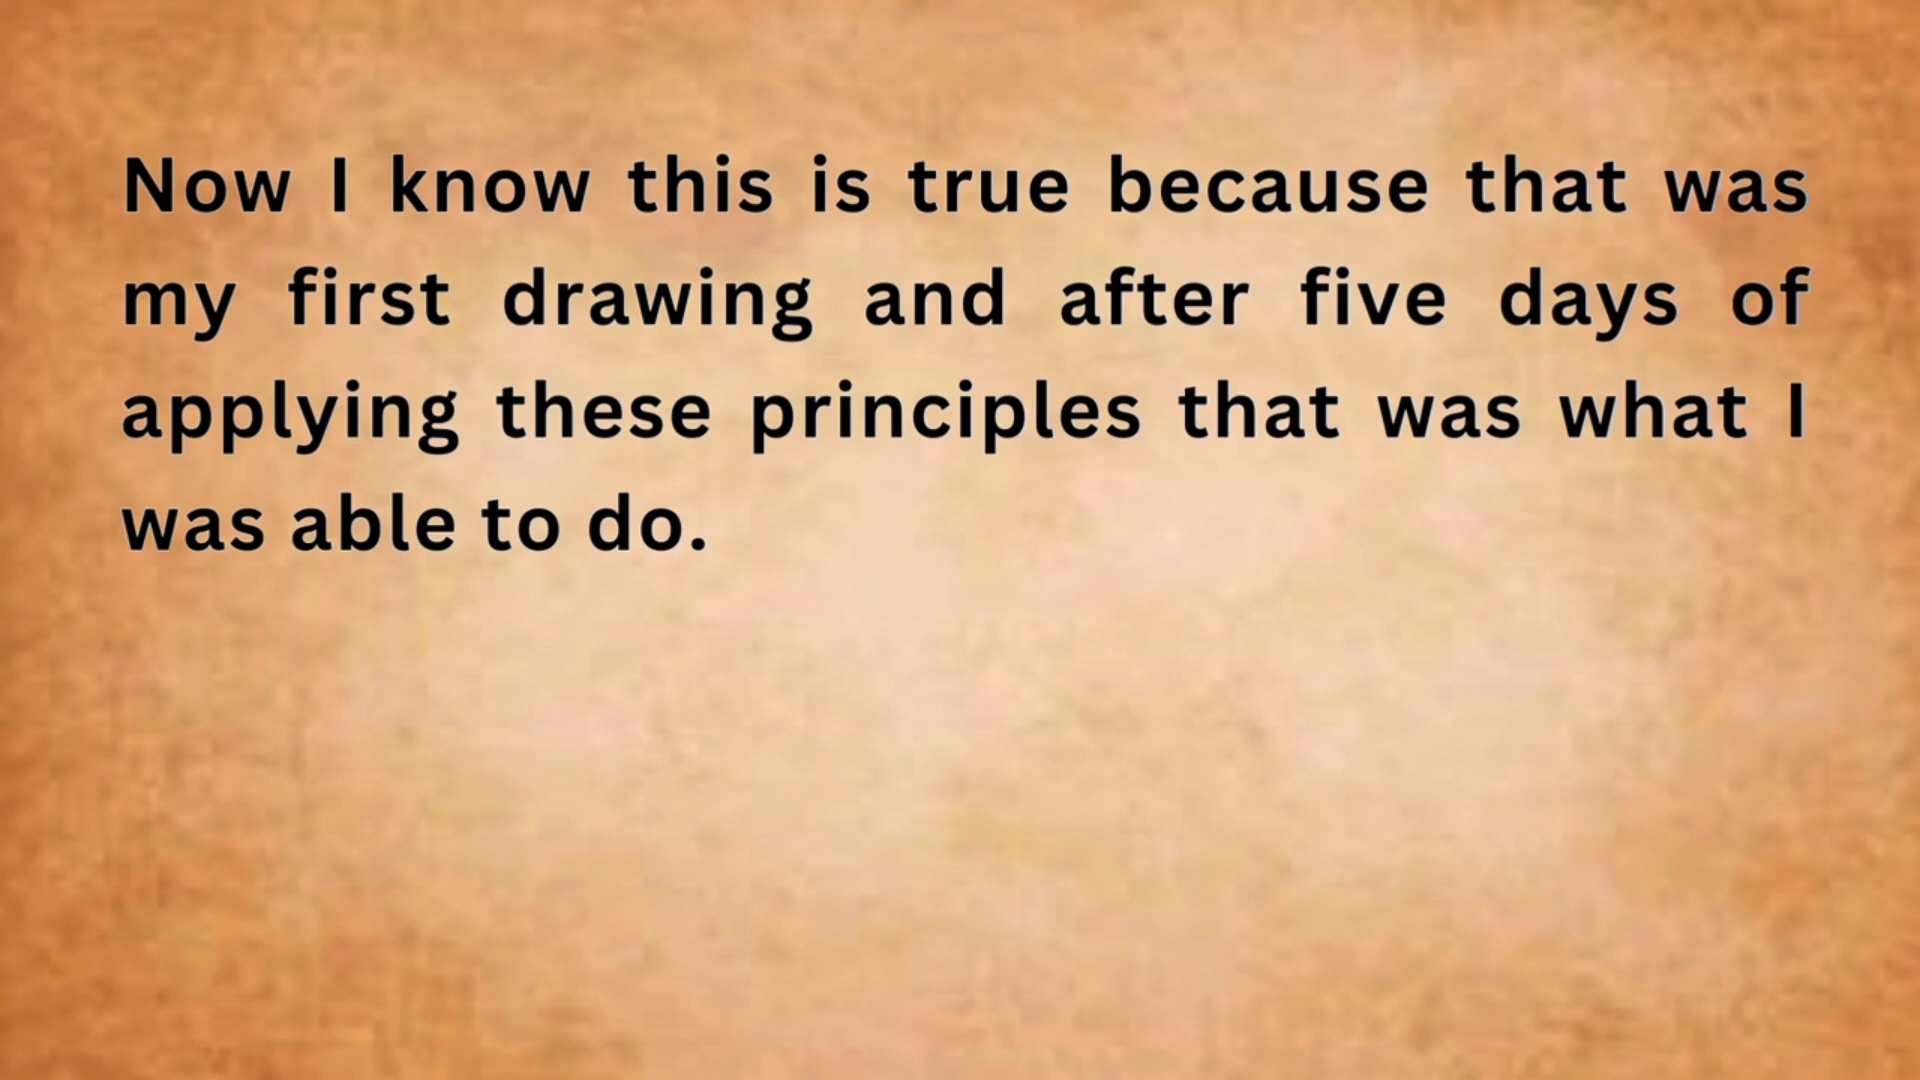 Now I know this is true because that was
my first drawing and after five days of
applying these principles that was what I
was able to do.